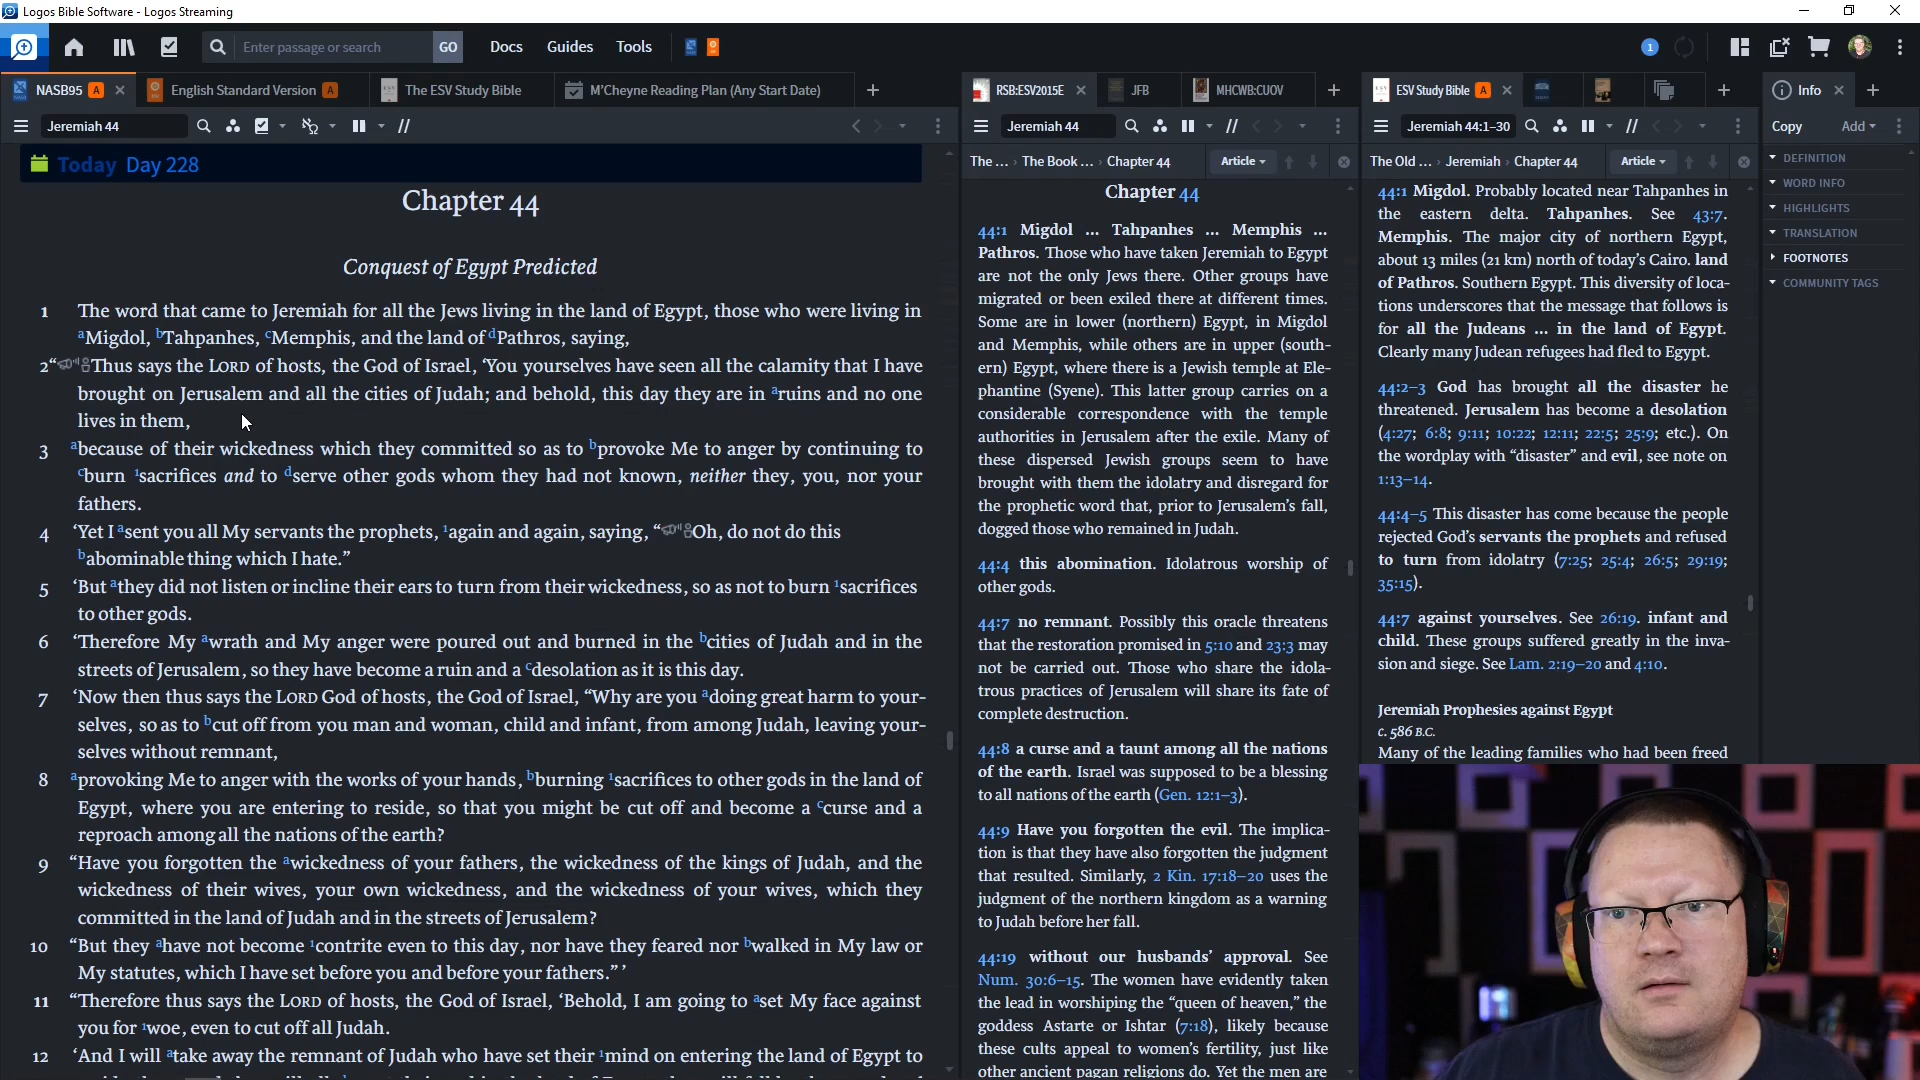 Logos Bible Software - Logos Streaming
Enter passage or search
GO
Docs
Guides
Tools
1
NASB95 A
English Standard Version A
The ESV Study Bible
M'Cheyne Reading Plan (Any Start Date)
Jeremiah 44
Today Day 228
Chapter 44
Conquest of Egypt Predicted
1 The word that came to Jeremiah for all the Jews living in the land of Egypt, those who were living in
aMigdol, bTahpanhes, cMemphis, and the land of dPathros, saying,
2 “Thus says the LORD of hosts, the God of Israel, ‘You yourselves have seen all the calamity that I have
brought on Jerusalem and all the cities of Judah; and behold, this day they are in aruins and no one
lives in them,
3 abecause of their wickedness which they committed so as to bprovoke Me to anger by continuing to
cburn 1sacrifices and to dserve other gods whom they had not known, neither they, you, nor your
fathers.
4 ‘Yet I asent you all My servants the prophets, 1again and again, saying, “Oh, do not do this
babominable thing which I hate.”
5 ‘But athey did not listen or incline their ears to turn from their wickedness, so as not to burn 1sacrifices
to other gods.
6 ‘Therefore My awrath and My anger were poured out and burned in the bcities of Judah and in the
streets of Jerusalem, so they have become a ruin and a cdesolation as it is this day.
7 ‘Now then thus says the LORD God of hosts, the God of Israel, “Why are you adoing great harm to your-
selves, so as to bcut off from you man and woman, child and infant, from among Judah, leaving your-
selves without remnant,
8 aprovoking Me to anger with the works of your hands, bburning 1sacrifices to other gods in the land of
Egypt, where you are entering to reside, so that you might be cut off and become a ccurse and a
reproach among all the nations of the earth?
9 “Have you forgotten the awickedness of your fathers, the wickedness of the kings of Judah, and the
wickedness of their wives, your own wickedness, and the wickedness of your wives, which they
committed in the land of Judah and in the streets of Jerusalem?
10 “But they ahave not become 1contrite even to this day, nor have they feared nor bwalked in My law or
My statutes, which I have set before you and before your fathers.” ’
11 “Therefore thus says the LORD of hosts, the God of Israel, ‘Behold, I am going to aset My face against
you for 1woe, even to cut off all Judah.
12 ‘And I will atake away the remnant of Judah who have set their 1mind on entering the land of Egypt to
RSB:ESV2015E
JFB
MHCWB:CUOV
Jeremiah 44
The ... › The Book ... › Chapter 44
Article
Chapter 44
44:1 Migdol ... Tahpanhes ... Memphis ...
Pathros. Those who have taken Jeremiah to Egypt
are not the only Jews there. Other groups have
migrated or been exiled there at different times.
Some are in lower (northern) Egypt, in Migdol
and Memphis, while others are in upper (south-
ern) Egypt, where there is a Jewish temple at Ele-
phantine (Syene). This latter group carries on a
considerable correspondence with the temple
authorities in Jerusalem after the exile. Many of
these dispersed Jewish groups seem to have
brought with them the idolatry and disregard for
the prophetic word that, prior to Jerusalem's fall,
dogged those who remained in Judah.
44:4 this abomination. Idolatrous worship of
other gods.
44:7 no remnant. Possibly this oracle threatens
that the restoration promised in 5:10 and 23:3 may
not be carried out. Those who share the idola-
trous practices of Jerusalem will share its fate of
complete destruction.
44:8 a curse and a taunt among all the nations
of the earth. Israel was supposed to be a blessing
to all nations of the earth (Gen. 12:1–3).
44:9 Have you forgotten the evil. The implica-
tion is that they have also forgotten the judgment
that resulted. Similarly, 2 Kin. 17:18–20 uses the
judgment of the northern kingdom as a warning
to Judah before her fall.
44:19 without our husbands' approval. See
Num. 30:6–15. The women have evidently taken
the lead in worshiping the “queen of heaven,” the
goddess Astarte or Ishtar (7:18), likely because
these cults appeal to women's fertility, just like
other ancient pagan religions do. Yet the men are
ESV Study Bible A
Jeremiah 44:1–30
The Old ... › Jeremiah › Chapter 44
Article
44:1 Migdol. Probably located near Tahpanhes in
the eastern delta. Tahpanhes. See 43:7.
Memphis. The major city of northern Egypt,
about 13 miles (21 km) north of today's Cairo. land
of Pathros. Southern Egypt. This diversity of loca-
tions underscores that the message that follows is
for all the Judeans ... in the land of Egypt.
Clearly many Judean refugees had fled to Egypt.
44:2–3 God has brought all the disaster he
threatened. Jerusalem has become a desolation
(4:27; 6:8; 9:11; 10:22; 12:11; 22:5; 25:9; etc.). On
the wordplay with “disaster” and evil, see note on
1:13–14.
44:4–5 This disaster has come because the people
rejected God's servants the prophets and refused
to turn from idolatry (7:25; 25:4; 26:5; 29:19;
35:15).
44:7 against yourselves. See 26:19. infant and
child. These groups suffered greatly in the inva-
sion and siege. See Lam. 2:19–20 and 4:10.
Jeremiah Prophesies against Egypt
c. 586 B.C.
Many of the leading families who had been freed
Info
Copy
Add
DEFINITION
WORD INFO
HIGHLIGHTS
TRANSLATION
FOOTNOTES
COMMUNITY TAGS